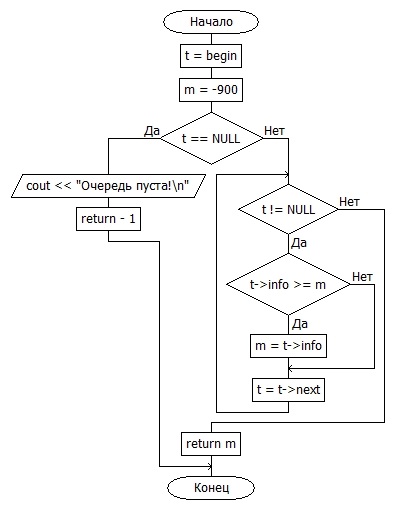 Начало
t = begin
m = -900
Да
Нет
t == NULL
cout << "Очередь пуста!\n"
return - 1
t != NULL
Нет
Да
t->info >= m
Нет
Да
m = t->info
t = t->next
return m
Конец